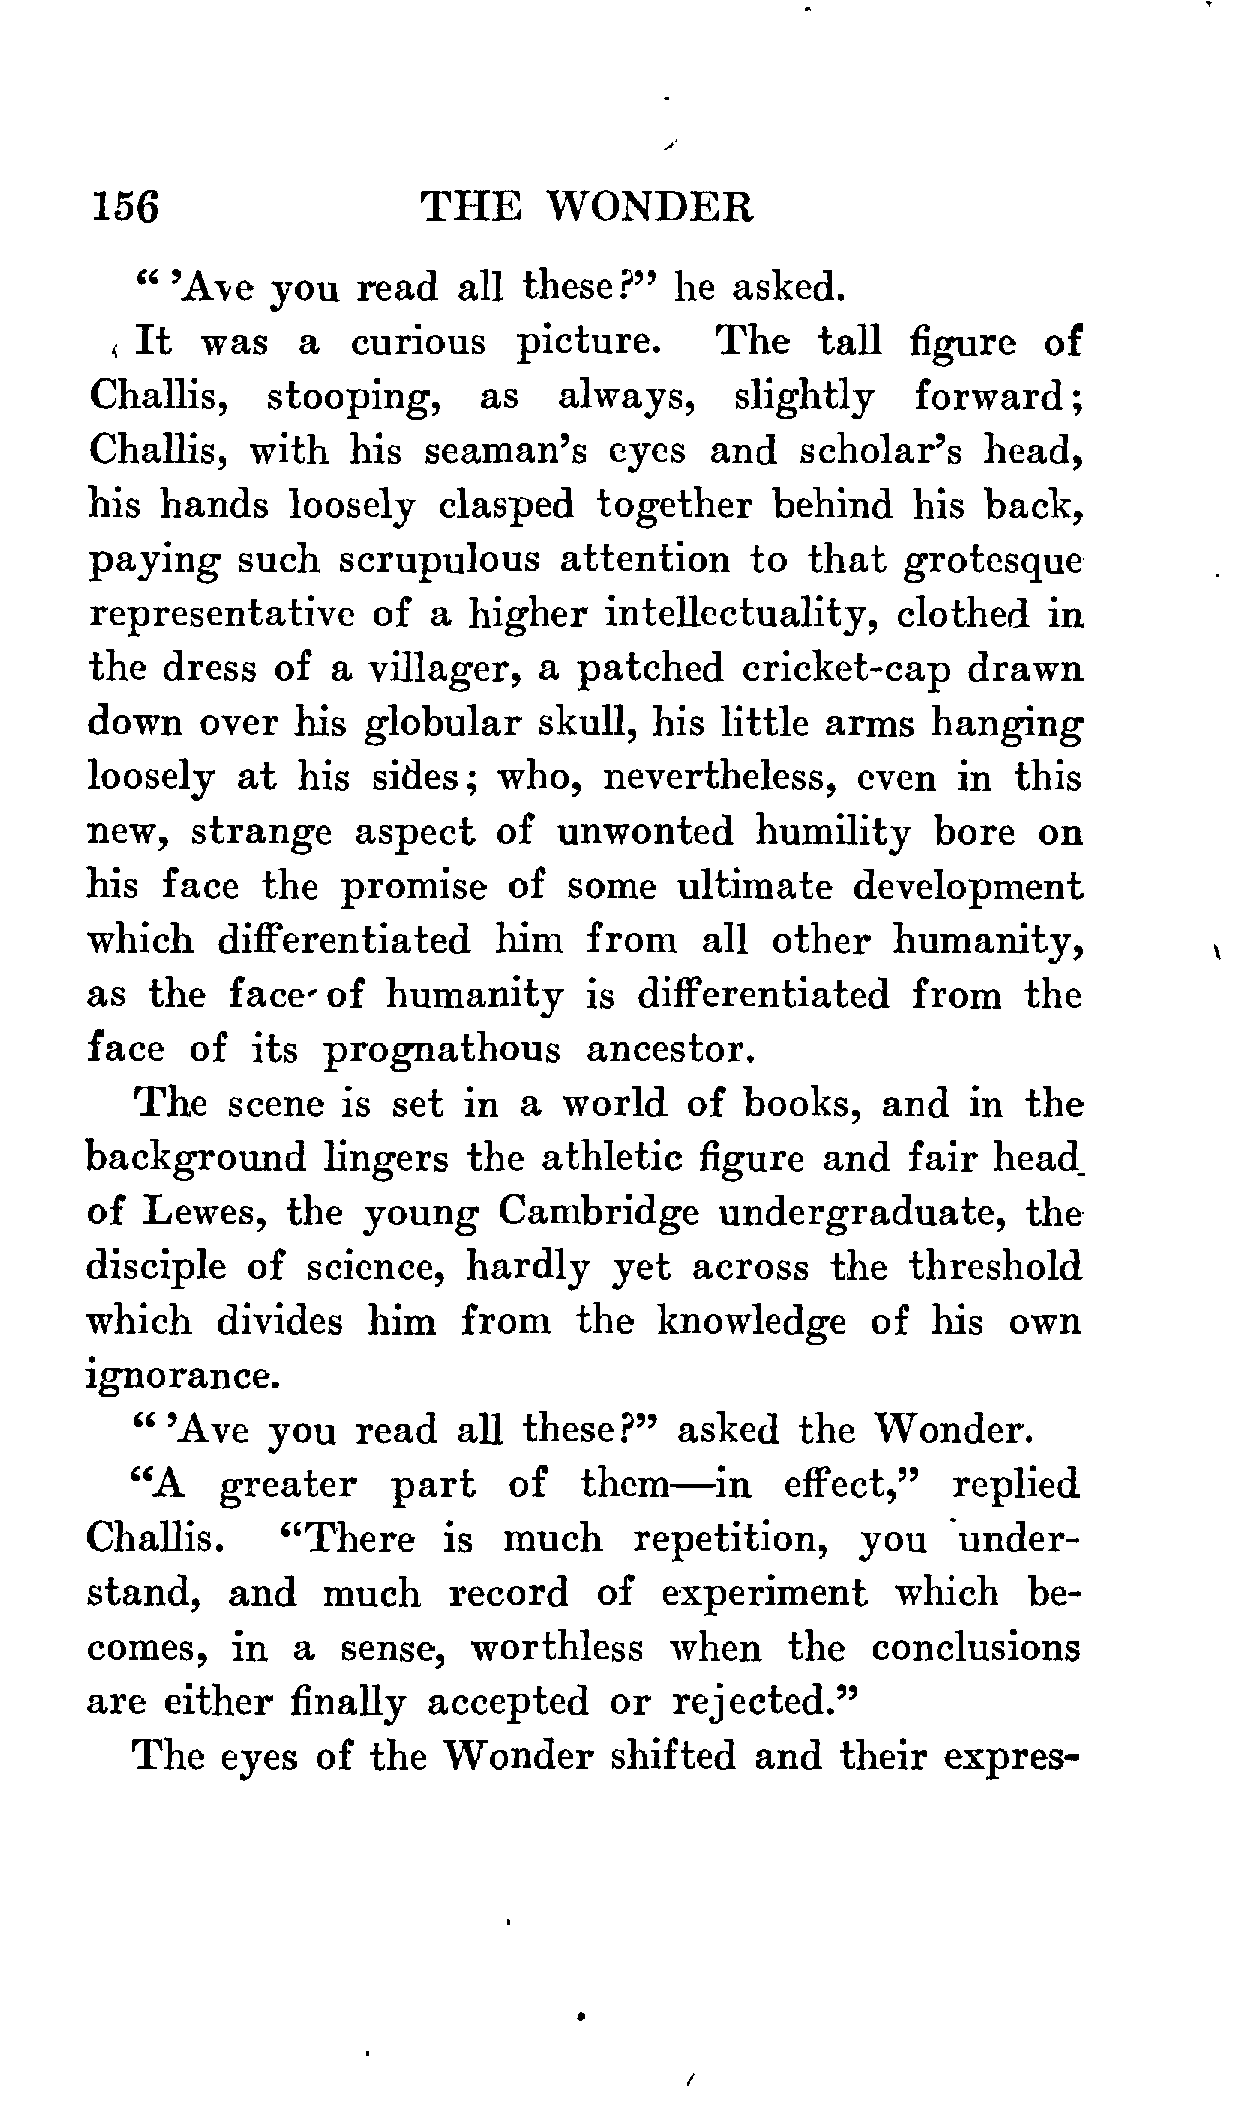 156 THE WONDER
“ ’Ave you read all these?” he asked.
It was a curious picture. The tall figure of
Challis, stooping, as always, slightly forward;
Challis, with his seaman’s eyes and scholar’s head,
his hands loosely clasped together behind his back,
paying such scrupulous attention to that grotesque
representative of a higher intellectuality, clothed in
the dress of a villager, a patched cricket-cap drawn
down over his globular skull, his little arms hanging
loosely at his sides; who, nevertheless, even in this
new, strange aspect of unwonted humility bore on
his face the promise of some ultimate development
which differentiated him from all other humanity,
as the face of humanity is differentiated from the
face of its prognathous ancestor.
The scene is set in a world of books, and in the
background lingers the athletic figure and fair head
of Lewes, the young Cambridge undergraduate, the
disciple of science, hardly yet across the threshold
which divides him from the knowledge of his own
ignorance.
“ ’Ave you read all these?” asked the Wonder.
“A greater part of them—in effect,” replied
Challis. “There is much repetition, you under-
stand, and much record of experiment which be-
comes, in a sense, worthless when the conclusions
are either finally accepted or rejected.”
The eyes of the Wonder shifted and their expres-